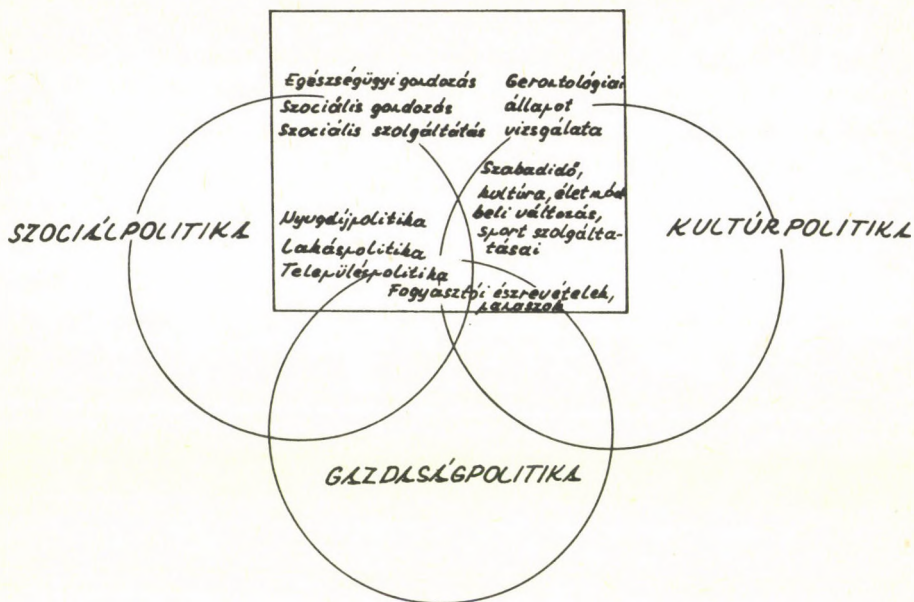 Egészségügyi gondozás
Szociális gondozás
Szociális szolgáltatás
Gerontológiai
állapot
vizsgálata
Szabadidő,
kultúra, életmód
beli változás,
sport szolgálta-
tásai
SZOCIÁLPOLITIKA
Nyugdíjpolitika
Lakáspolitika
Településpolitika
KULTÚRPOLITIKA
Fogyasztói észrevételek,
panaszok
GAZDASÁGPOLITIKA